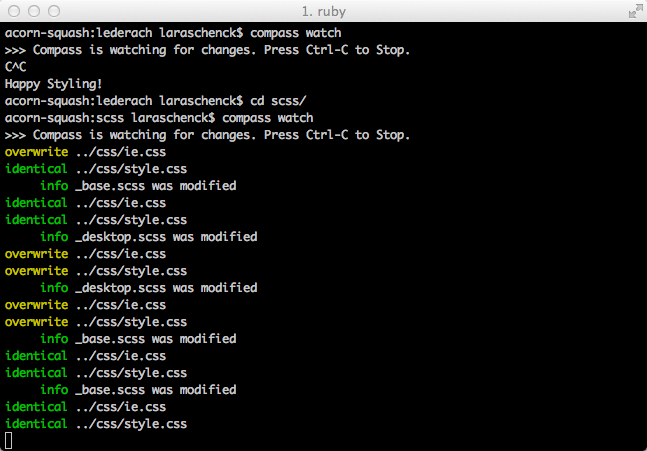 1. ruby
acorn-squash:lederach laraschenck$ compass watch
>>> Compass is watching for changes. Press Ctrl-C to Stop.
C^C
Happy Styling!
acorn-squash:lederach laraschenck$ cd scss/
acorn-squash:scss laraschenck$ compass watch
>>> Compass is watching for changes. Press Ctrl-C to Stop.
overwrite ../css/ie.css
identical ../css/style.css
info _base.scss was modified
identical ../css/ie.css
identical ../css/style.css
info _desktop.scss was modified
overwrite ../css/ie.css
overwrite ../css/style.css
info _desktop.scss was modified
overwrite ../css/ie.css
overwrite ../css/style.css
info _base.scss was modified
identical ../css/ie.css
identical ../css/style.css
info _base.scss was modified
identical ../css/ie.css
identical ../css/style.css